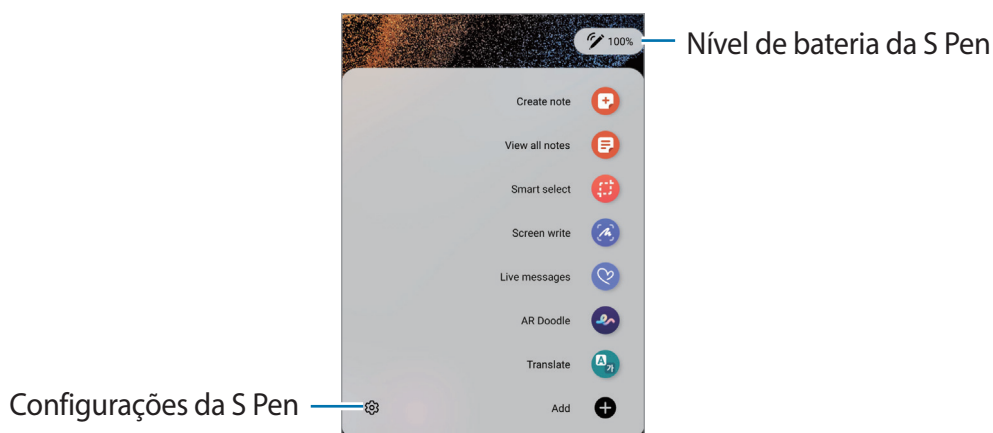 100%
Nível de bateria da S Pen
Create note
View all notes
Smart select
Screen write
Live messages
AR Doodle
Translate
Configurações da S Pen
Add